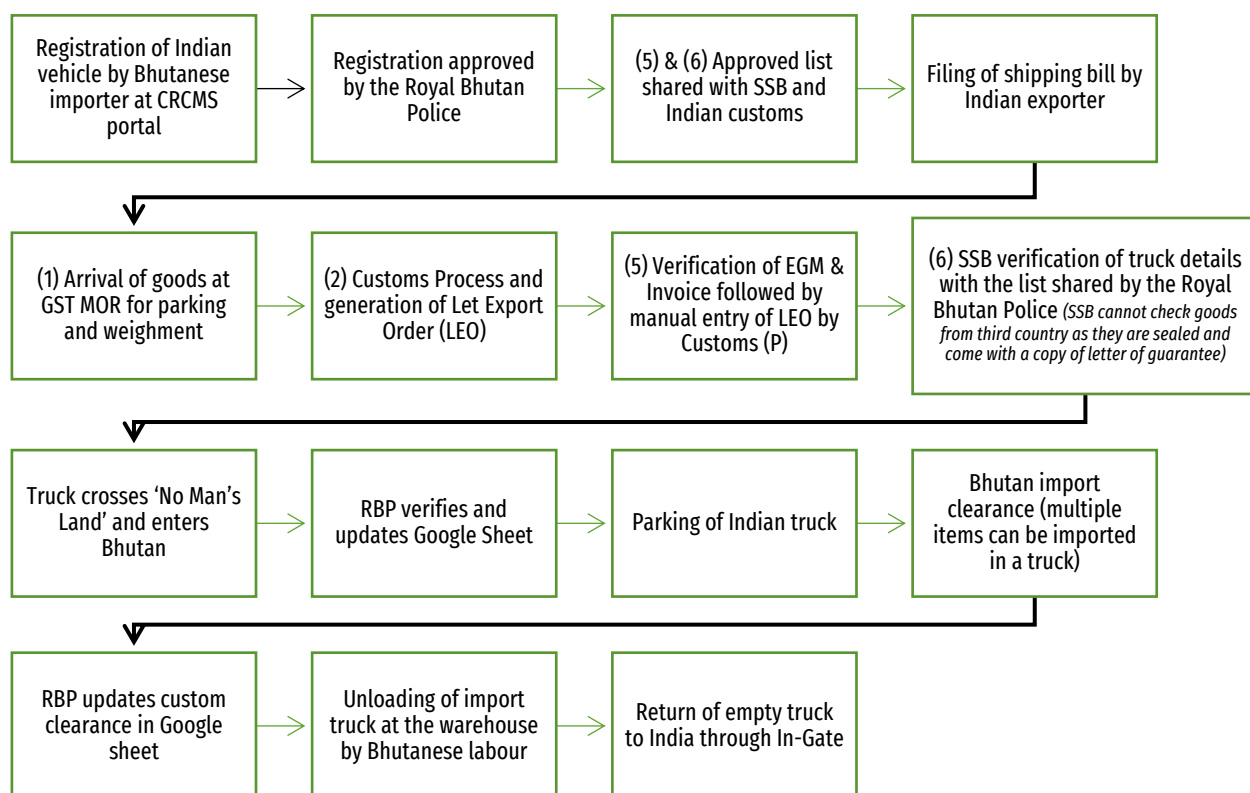 Registration of Indian
vehicle by Bhutanese
importer at CRCMS
portal
Registration approved
by the Royal Bhutan
Police
(5) & (6) Approved list
shared with SSB and
Indian customs
Filing of shipping bill by
Indian exporter
(1) Arrival of goods at
GST MOR for parking
and weighment
(2) Customs Process and
generation of Let Export
Order (LEO)
(5) Verification of EGM &
Invoice followed by
manual entry of LEO by
Customs (P)
(6) SSB verification of truck details
with the list shared by the Royal
Bhutan Police (SSB cannot check goods
from third country as they are sealed and
come with a copy of letter of guarantee)
Truck crosses ‘No Man’s
Land’ and enters
Bhutan
RBP verifies and
updates Google Sheet
Parking of Indian truck
Bhutan import
clearance (multiple
items can be imported
in a truck)
RBP updates custom
clearance in Google
sheet
Unloading of import
truck at the warehouse
by Bhutanese labour
Return of empty truck
to India through In-Gate